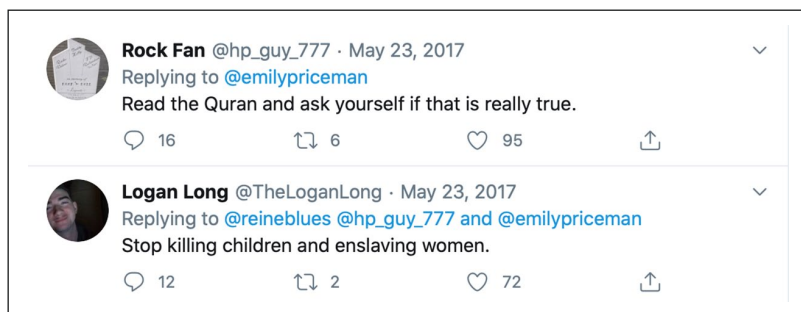 Rock Fan @hp_guy_777 · May 23, 2017
Replying to @emilypriceman
Read the Quran and ask yourself if that is really true.
16 6 95
Logan Long @TheLoganLong · May 23, 2017
Replying to @reineblues @hp_guy_777 and @emilypriceman
Stop killing children and enslaving women.
12 2 72